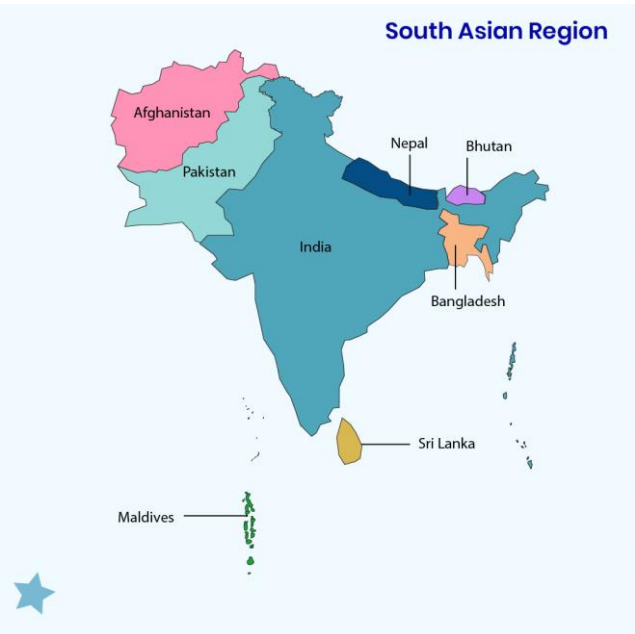 South Asian Region
Afghanistan
Nepal
Bhutan
Pakistan
India
Bangladesh
Sri Lanka
Maldives